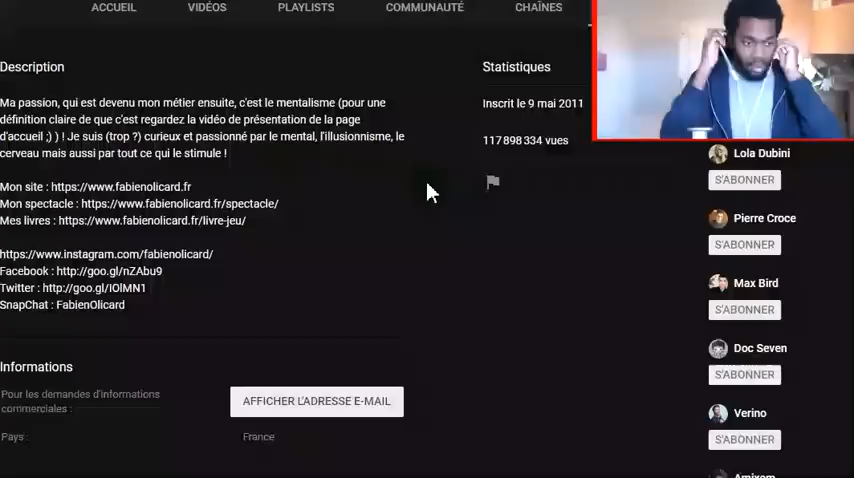 ACCUEIL
VIDÉOS
PLAYLISTS
COMMUNAUTÉ
CHAÎNES
Description
Ma passion, qui est devenu mon métier ensuite, c'est le mentalisme (pour une
définition claire de que c'est regardez la vidéo de présentation de la page
d'accueil ;) ) ! Je suis (trop ?) curieux et passionné par le mental, l'illusionnisme, le
cerveau mais aussi par tout ce qui le stimule !
Mon site : https://www.fabienolicard.fr
Mon spectacle : https://www.fabienolicard.fr/spectacle/
Mes livres : https://www.fabienolicard.fr/livre-jeu/
https://www.instagram.com/fabienolicard/
Facebook : http://goo.gl/nZAbu9
Twitter : http://goo.gl/IOlMN1
SnapChat : FabienOlicard
Informations
Pour les demandes d'informations
commerciales :
AFFICHER L'ADRESSE E-MAIL
Pays :
France
Statistiques
Inscrit le 9 mai 2011
117 898 334 vues
Lola Dubini
S'ABONNER
Pierre Croce
S'ABONNER
Max Bird
S'ABONNER
Doc Seven
S'ABONNER
Verino
S'ABONNER